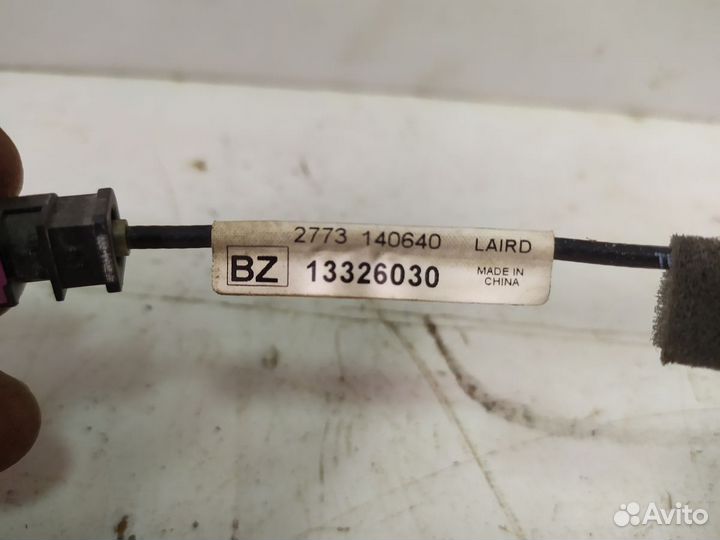 2773 140640 LAIRD
BZ 13326030 MADE IN
CHINA
Avito